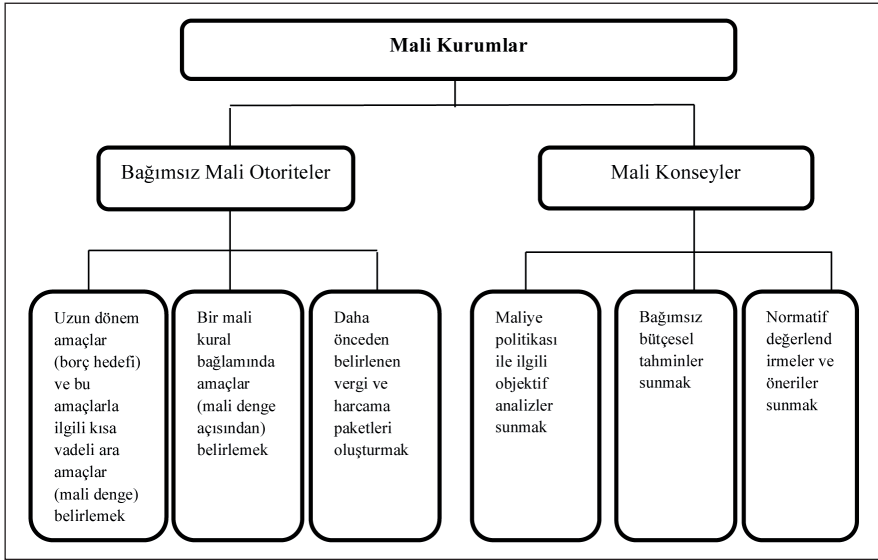 Mali Kurumlar
Bağımsız Mali Otoriteler
Mali Konseyler
Uzun dönem
amaçlar
(borç hedefi)
ve bu
amaçlarla
ilgili kısa
vadeli ara
amaçlar
(mali denge)
belirlemek
Bir mali
kural
bağlamında
amaçlar
(mali denge
açısından)
belirlemek
Daha
önceden
belirlenen
vergi ve
harcama
paketleri
oluşturmak
Maliye
politikası
ile ilgili
objektif
analizler
sunmak
Bağımsız
bütçesel
tahminler
sunmak
Normatif
değerlend
irmeler ve
öneriler
sunmak